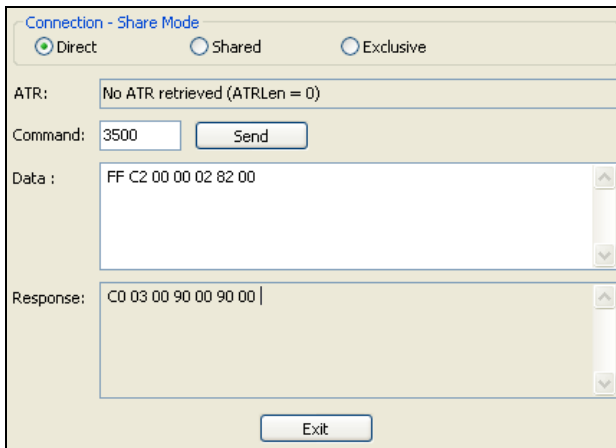 Connection - Share Mode
Direct Shared Exclusive
ATR: No ATR retrieved (ATRLen = 0)
Command: 3500 Send
Data : FF C2 00 00 02 82 00
Response: C0 03 00 90 00 90 00
Exit